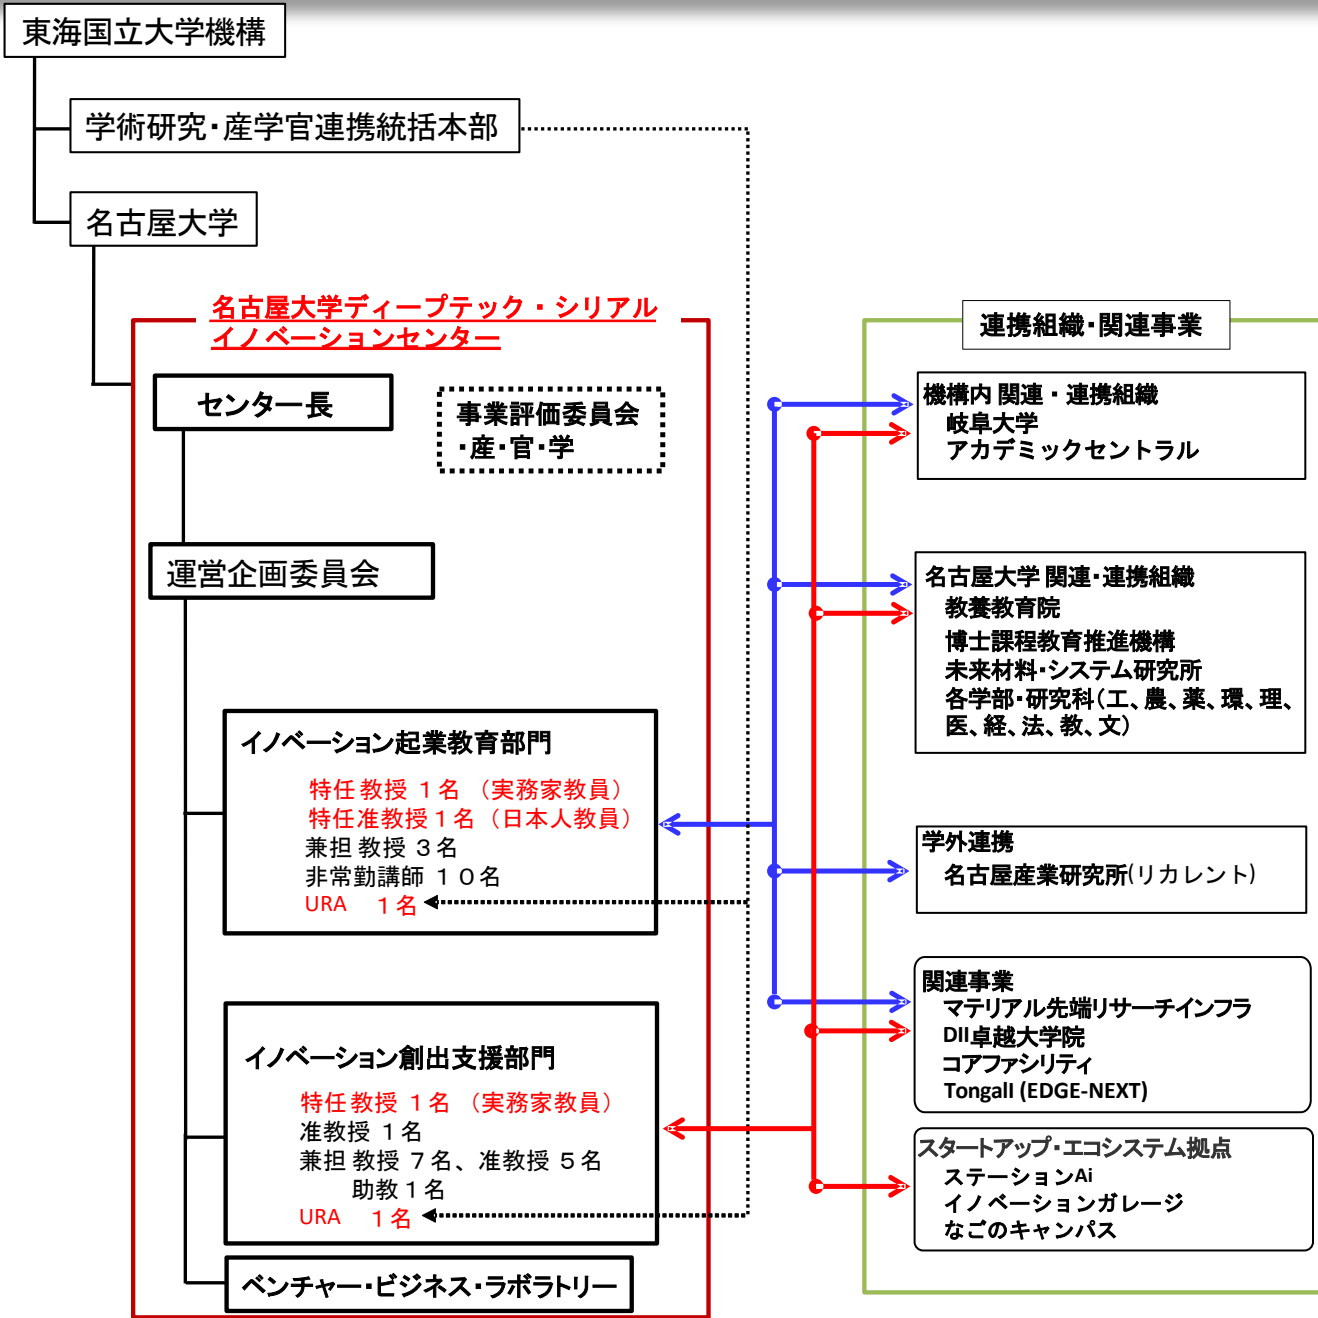 東海国立大学機構
学術研究・産学官連携統括本部
名古屋大学
名古屋大学ディープテック・シリアル
イノベーションセンター
センター長
事業評価委員会
・産・官・学
運営企画委員会
イノベーション起業教育部門
特任教授 1名 (実務家教員)
特任准教授1名 (日本人教員)
兼担 教授 3名
非常勤講師 10名
URA 1名
イノベーション創出支援部門
特任教授 1名 (実務家教員)
准教授 1名
兼担 教授 7名、准教授 5名
助教 1名
URA 1名
ベンチャー・ビジネス・ラボラトリー
連携組織・関連事業
機構内 関連・連携組織
岐阜大学
アカデミックセントラル
名古屋大学 関連・連携組織
教養教育院
博士課程教育推進機構
未来材料・システム研究所
各学部・研究科(工、農、薬、環、理、
医、経、法、教、文)
学外連携
名古屋産業研究所(リカレント)
関連事業
マテリアル先端リサーチインフラ
DII卓越大学院
コアファシリティ
TongaII (EDGE-NEXT)
スタートアップ・エコシステム拠点
ステーションAi
イノベーションガレージ
なごのキャンパス